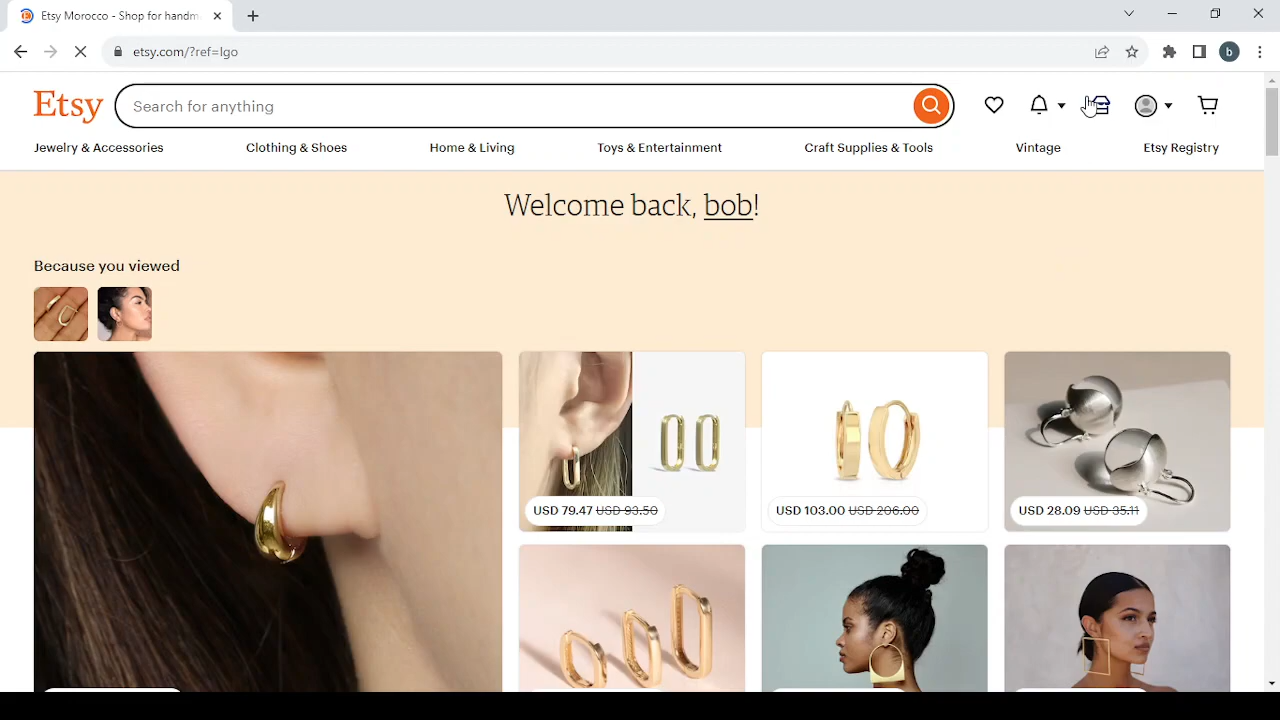 Etsy Morocco - Shop for handm
etsy.com/?ref=lgo
b
Etsy
Search for anything
Jewelry & Accessories
Clothing & Shoes
Home & Living
Toys & Entertainment
Craft Supplies & Tools
Vintage
Etsy Registry
Welcome back, bob!
Because you viewed
USD 79.47 USD 93.50
USD 103.00 USD 206.00
USD 28.09 USD 35.11